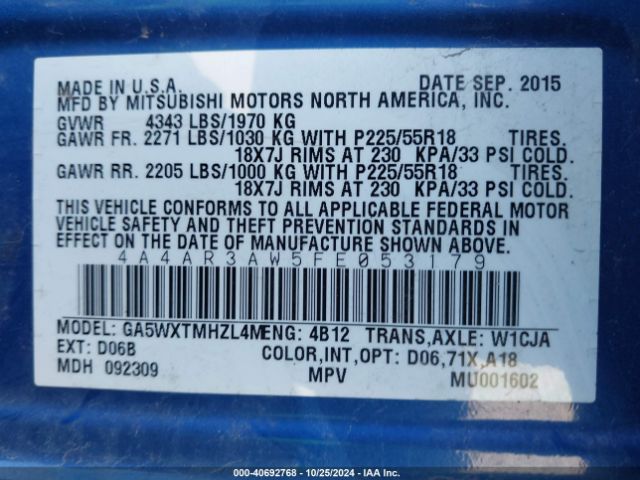 MADE IN U.S.A. DATE SEP. 2015
MFD BY MITSUBISHI MOTORS NORTH AMERICA, INC.
GVWR 4343 LBS/1970 KG
GAWR FR. 2271 LBS/1030 KG WITH P225/55R18 TIRES.
18X7J RIMS AT 230 KPA/33 PSI COLD.
GAWR RR. 2205 LBS/1000 KG WITH P225/55R18 TIRES.
18X7J RIMS AT 230 KPA/33 PSI COLD.
THIS VEHICLE CONFORMS TO ALL APPLICABLE FEDERAL MOTOR
VEHICLE SAFETY AND THEFT PREVENTION STANDARDS IN
EFFECT ON THE DATE OF MANUFACTURE SHOWN ABOVE.
4A4AR3AW5FE053179
MODEL: GA5WXTMHZL4MENG: 4B12 TRANS,AXLE: W1CJA
EXT: D06B COLOR,INT,OPT: D06,71X,A18
MDH 092309 MPV MU001602
000-40692768 - 10/25/2024 - IAA Inc.